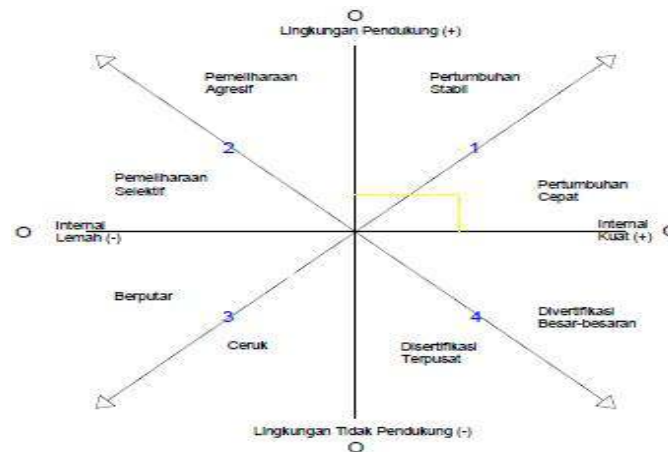 Lingkungan Pendukung (+)
Pemeliharaan
Agresif
Pertumbuhan
Stabil
2
1
Pemeliharaan
Selektif
Pertumbuhan
Cepat
Internal
Lemah (-)
Internal
Kuat (+)
Berputar
3
Ceruk
4
Disertifikasi
Terpusat
Divertifikasi
Besar-besaran
Lingkungan Tidak Pendukung (-)